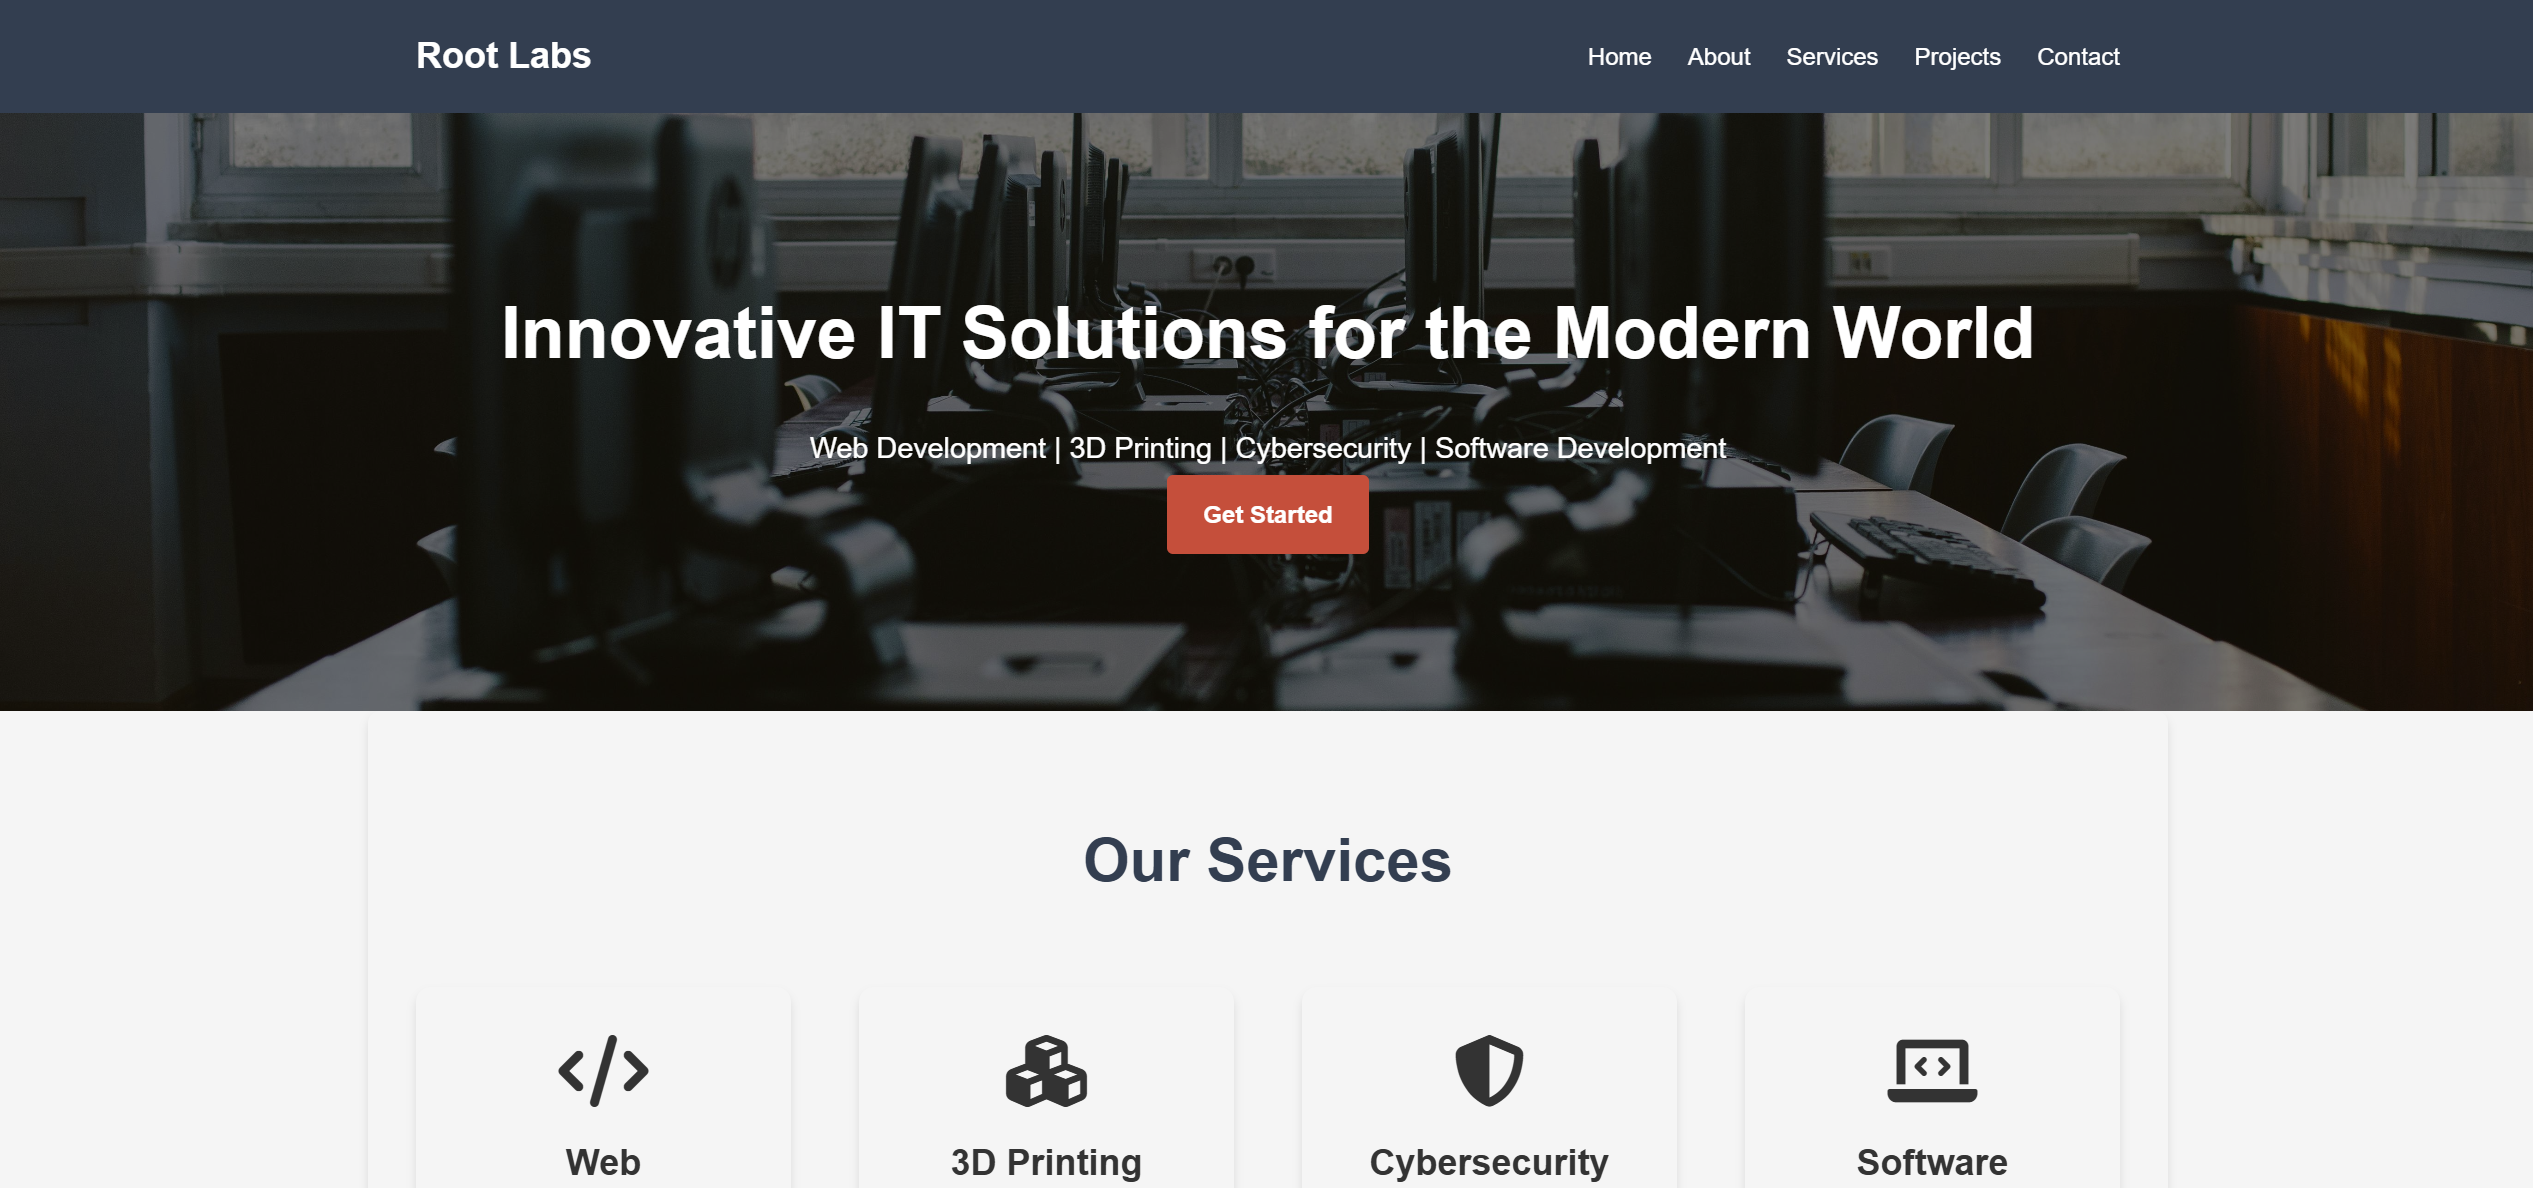 Root Labs
Home About Services Projects Contact
Innovative IT Solutions for the Modern World
Web Development | 3D Printing | Cybersecurity | Software Development
Get Started
Our Services
Web
3D Printing
Cybersecurity
Software